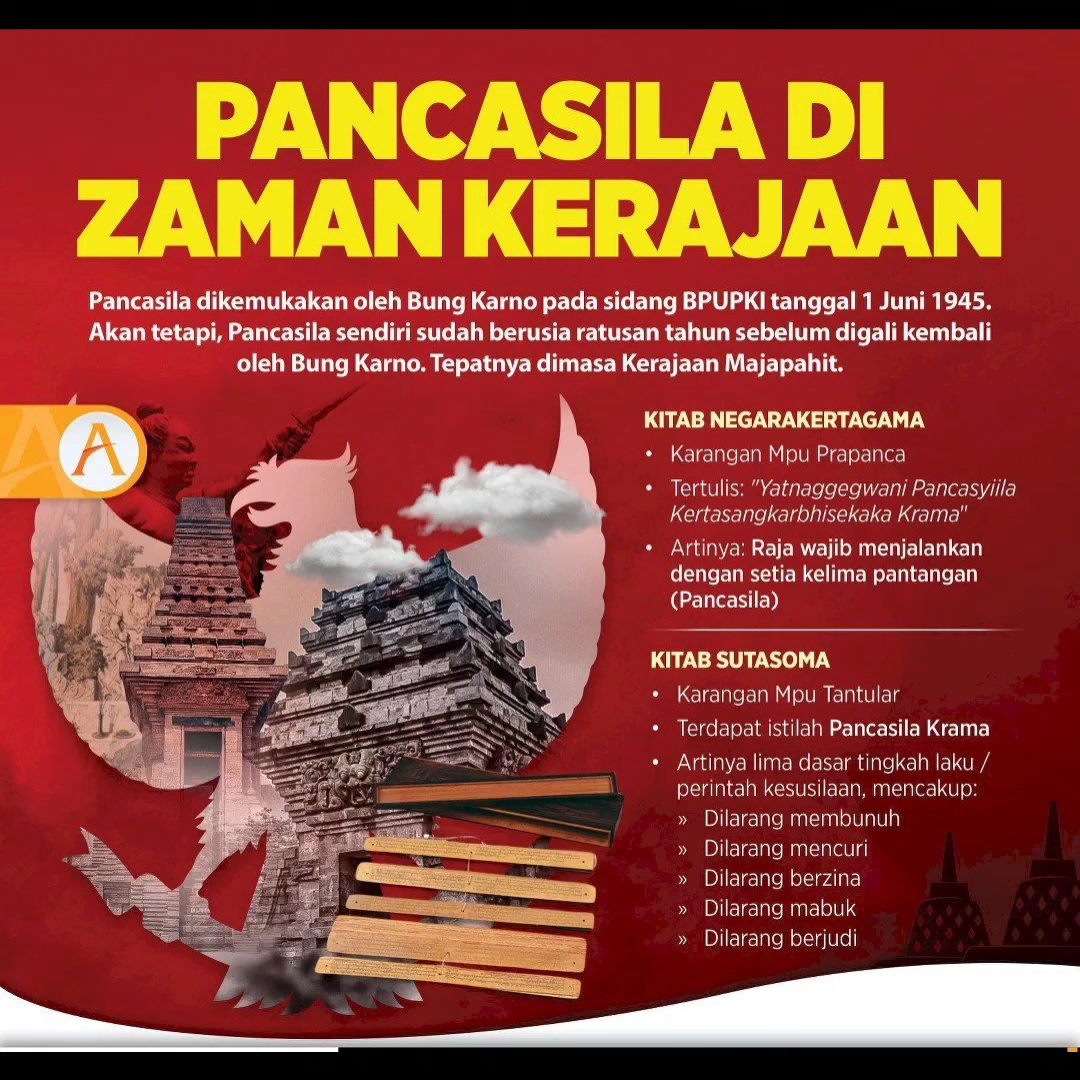 PANCASILA DI
ZAMAN KERAJAAN
Pancasila dikemukakan oleh Bung Karno pada sidang BPUPKI tanggal 1 Juni 1945.
Akan tetapi, Pancasila sendiri sudah berusia ratusan tahun sebelum digali kembali
oleh Bung Karno. Tepatnya dimasa Kerajaan Majapahit.
A
KITAB NEGARAKERTAGAMA
• Karangan Mpu Prapanca
• Tertulis: "Yatnaggegwani Pancasyiila
Kertasangkarbhisekaka Krama"
• Artinya: Raja wajib menjalankan
dengan setia kelima pantangan
(Pancasila)
KITAB SUTASOMA
• Karangan Mpu Tantular
• Terdapat istilah Pancasila Krama
• Artinya lima dasar tingkah laku /
perintah kesusilaan, mencakup:
» Dilarang membunuh
» Dilarang mencuri
» Dilarang berzina
» Dilarang mabuk
» Dilarang berjudi